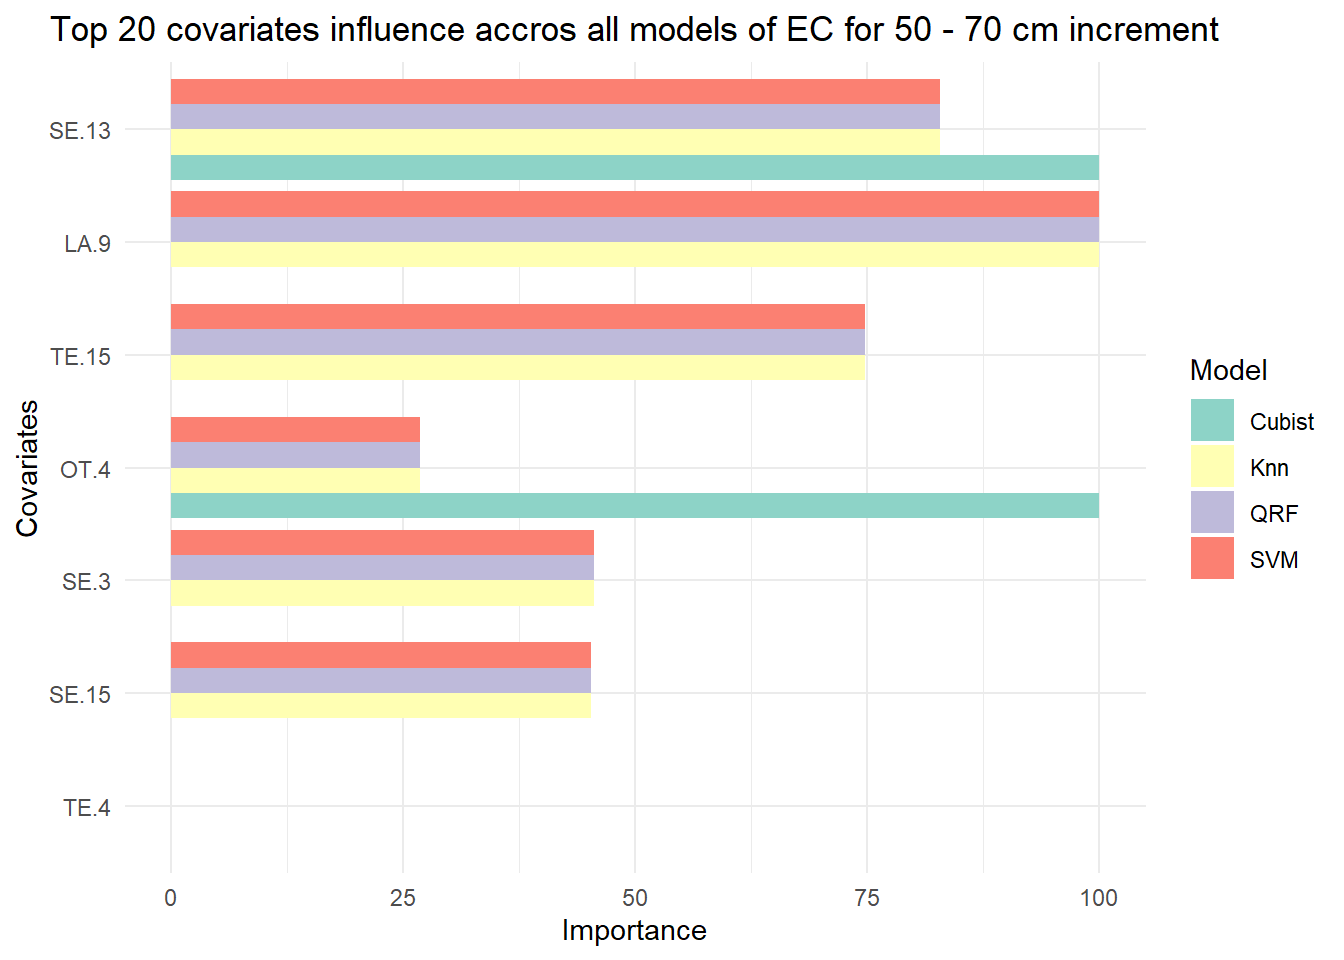 Top 20 covariates influence accros all models of EC for 50 - 70 cm increment
SE.13
LA.9
TE.15
OT.4
SE.3
SE.15
TE.4
Covariates
0 25 50 75 100
Importance
Model
Cubist
Knn
QRF
SVM